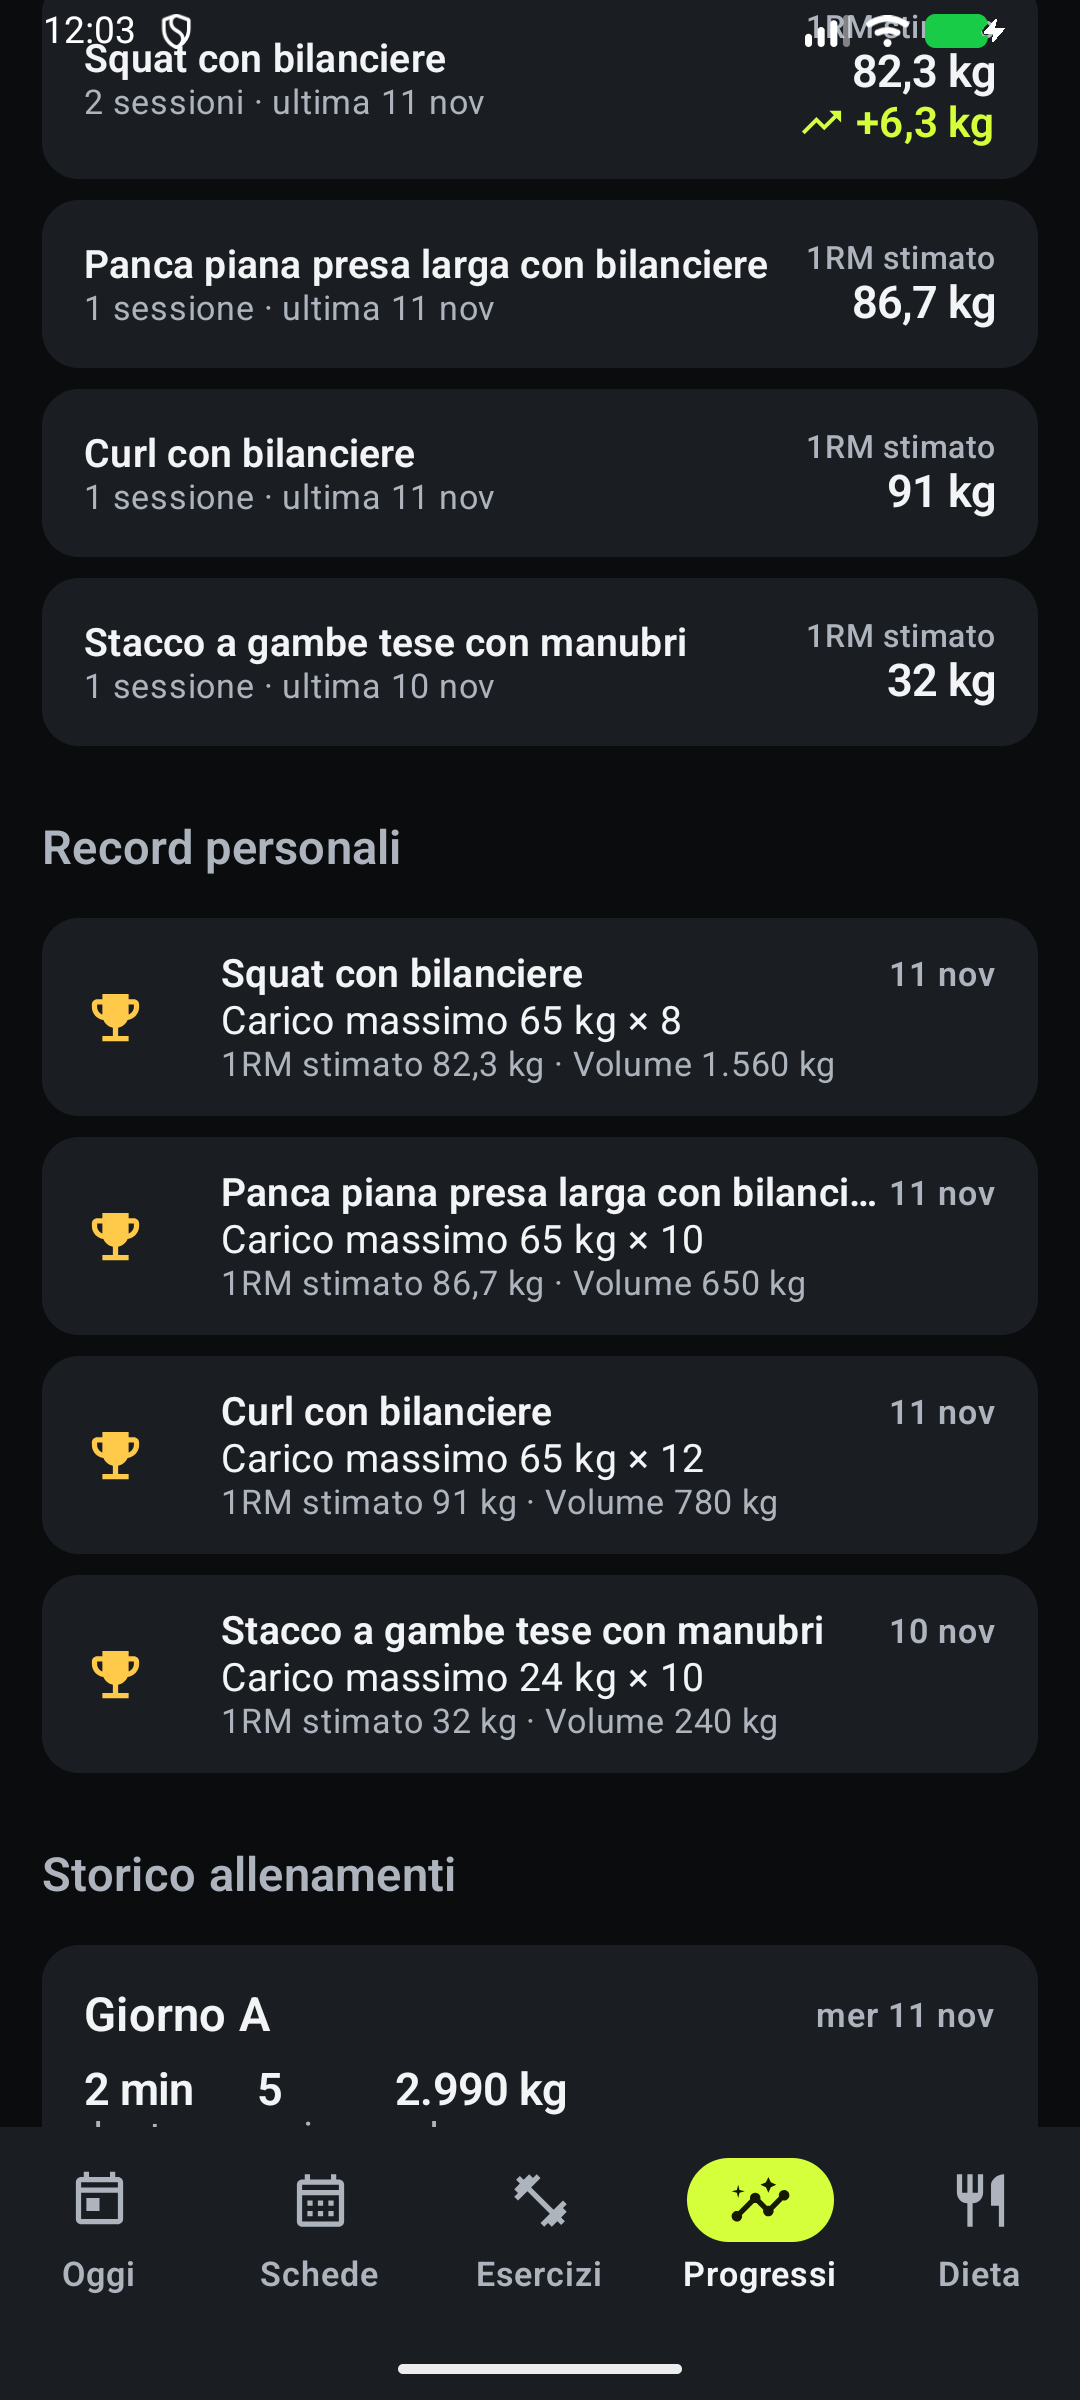 12:03
1RM
Squat con bilanciere
82,3 kg
2 sessioni · ultima 11 nov
+6,3 kg
Panca piana presa larga con bilanciere
1RM stimato
1 sessione · ultima 11 nov
86,7 kg
Curl con bilanciere
1RM stimato
1 sessione · ultima 11 nov
91 kg
Stacco a gambe tese con manubri
1RM stimato
1 sessione · ultima 10 nov
32 kg
Record personali
Squat con bilanciere
11 nov
Carico massimo 65 kg × 8
1RM stimato 82,3 kg · Volume 1.560 kg
Panca piana presa larga con bilanci...
11 nov
Carico massimo 65 kg × 10
1RM stimato 86,7 kg · Volume 650 kg
Curl con bilanciere
11 nov
Carico massimo 65 kg × 12
1RM stimato 91 kg · Volume 780 kg
Stacco a gambe tese con manubri
10 nov
Carico massimo 24 kg × 10
1RM stimato 32 kg · Volume 240 kg
Storico allenamenti
Giorno A
mer 11 nov
2 min
5
2.990 kg
Oggi
Schede
Esercizi
Progressi
Dieta